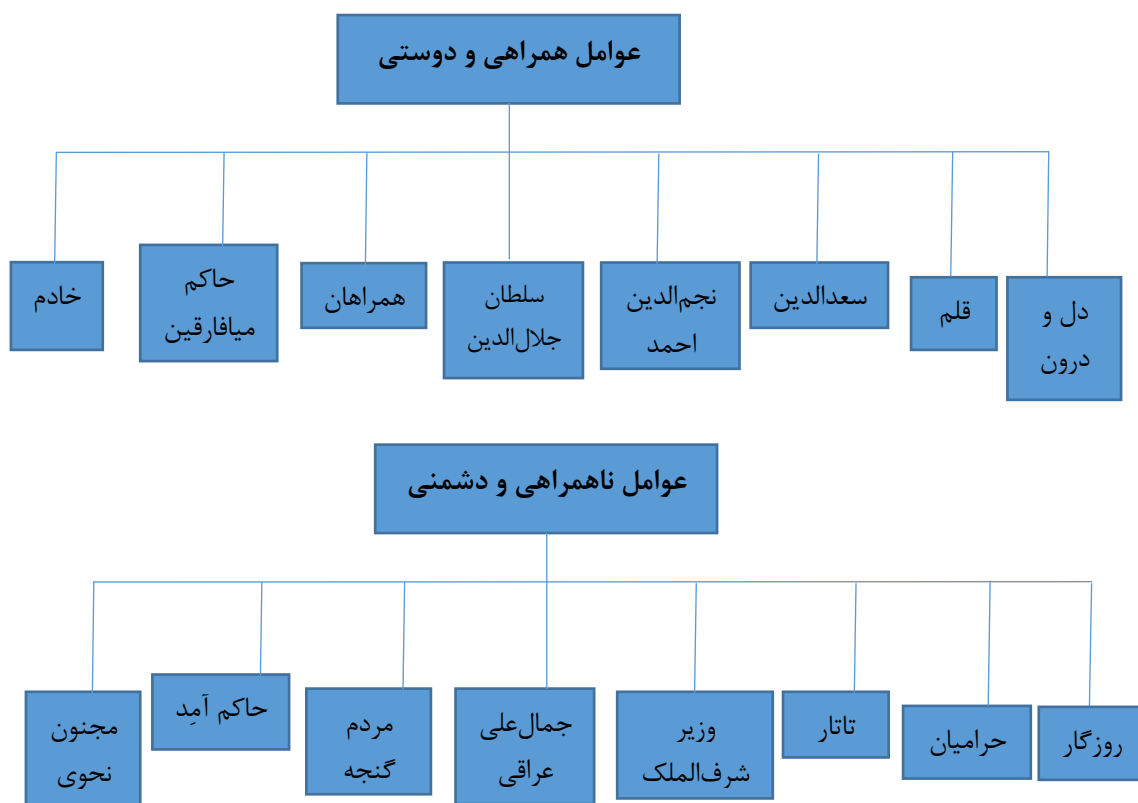 عوامل همراهی و دوستی
دل و
درون
قلم
سعدالدین
نجم‌الدین
احمد
سلطان
جلال‌الدین
همراهان
حاکم
میافارقین
خادم
عوامل ناهمراهی و دشمنی
روزگار
حرامیان
تاتار
وزیر
شرف‌الملک
جمال‌علی
عراقی
مردم
گنجه
حاکم آمِد
مجنون
نحوی